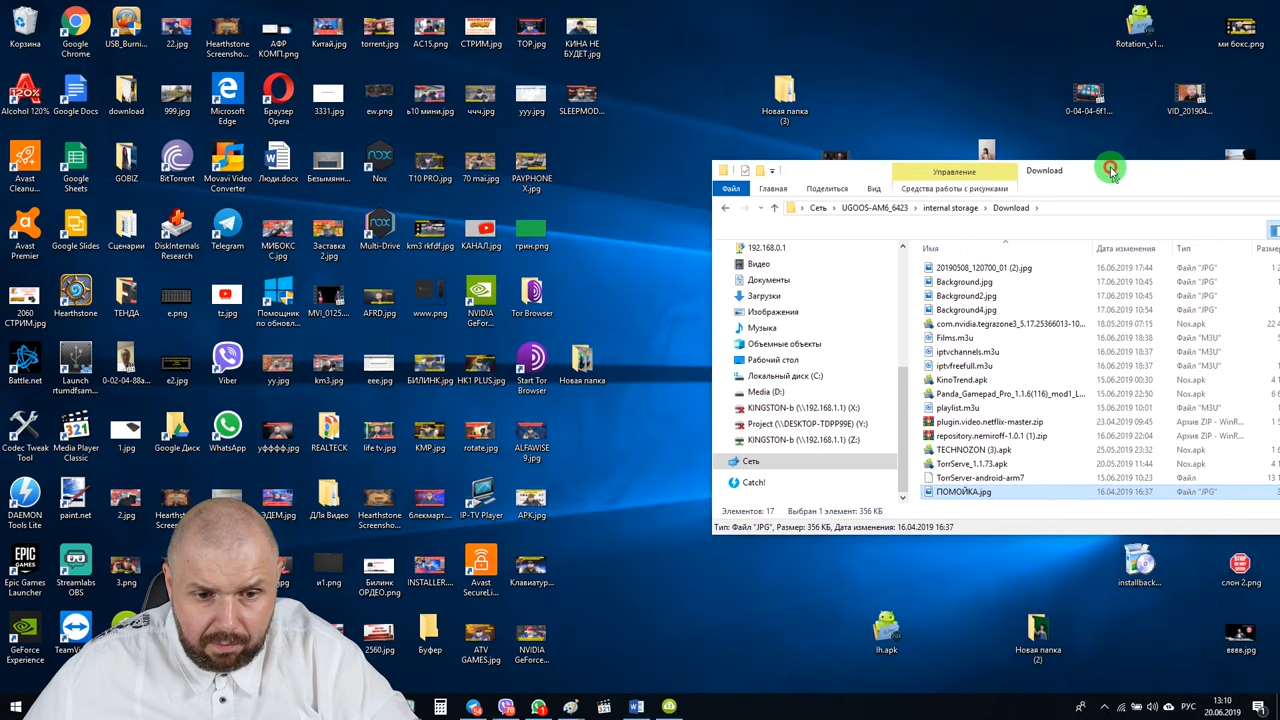 Корзина
Google Chrome
USB_Burni...
22.jpg
Hearthstone Screensho...
АФР КОМП.png
Китай.jpg
torrent.jpg
AC15.png
СТРИМ.jpg
TOP.jpg
КИНА НЕ БУДЕТ.jpg
Rotation_v1...
ми бокс.png
Alcohol 120%
Google Docs
download
999.jpg
Microsoft Edge
Браузер Opera
3331.jpg
ew.png
ь10 мини.jpg
ччч.jpg
yyy.jpg
SLEEPMOD...
Новая папка (3)
0-04-04-6f1...
VID_201904...
Avast Cleanu...
Google Sheets
GOBIZ
BitTorrent
Movavi Video Converter
Люди.docx
Безымянн...
Nox
T10 PRO.jpg
70 mai.jpg
PAYPHONE X.jpg
Avast Premier...
Google Slides
Сценарии
DiskInternals Research
Telegram
МИБОКС С.jpg
Заставка 2.jpg
Multi-Drive
km3 rkfdf.jpg
КАНАЛ.jpg
грин.png
2060 СТРИМ.jpg
Hearthstone
ТЕНДА
e.png
tz.jpg
Помощник по обновл...
MVI_0125...
AFRD.jpg
www.png
NVIDIA GeFor...
Tor Browser
Battle.net
Launch rtumdfsam...
0-02-04-88a...
e2.jpg
Viber
yy.jpg
km3.jpg
eee.jpg
БИЛИНК.jpg
HK1 PLUS.jpg
Start Tor Browser
Новая папка
Codec Tweak Tool
Media Player Classic
1.jpg
Google Диск
WhatsApp
уфффф.jpg
REALTECK
life tv.jpg
KMP.jpg
rotate.jpg
ALFAWISE 9.jpg
DAEMON Tools Lite
paint.net
2.jpg
Hearthstone
ДЛя Видео
Hearthstone Screensho...
блекмарт...
IP-TV Player
APK.jpg
Epic Games Launcher
Streamlabs OBS
3.png
и1.png
Билинк ОРДЕО.png
INSTALLER....
Avast SecureLi...
Клавиатур...
installback...
слон 2.png
GeForce Experience
2560.jpg
Буфер
ATV GAMES.jpg
NVIDIA GeForce...
lh.apk
Новая папка (2)
вввв.jpg
Управление
Download
Файл
Главная
Поделиться
Вид
Средства работы с рисунками
Сеть › UGOOS-AM6_6423 › internal storage › Download ›
Имя Дата изменения Тип Размер
192.168.0.1
Видео
Документы
Загрузки
Изображения
Музыка
Объемные объекты
Рабочий стол
Локальный диск (C:)
Media (D:)
KINGSTON-b (\\192.168.1.1) (X:)
Project (\\DESKTOP-TDPP99E) (Y:)
KINGSTON-b (\\192.168.1.1) (Z:)
Сеть
Catch!
20190508_120700_01 (2).jpg 16.06.2019 17:44 Файл "JPG"
Background.jpg 17.06.2019 10:45 Файл "JPG"
Background2.jpg 17.06.2019 10:45 Файл "JPG"
Background4.jpg 17.06.2019 10:54 Файл "JPG"
com.nvidia.tegrazone3_5.17.25366013-10... 18.05.2019 07:15 Nox.apk
Films.m3u 16.06.2019 18:38 Файл "M3U"
iptvchannels.m3u 16.06.2019 18:37 Файл "M3U"
iptvfreefull.m3u 16.06.2019 18:37 Файл "M3U"
KinoTrend.apk 15.06.2019 00:30 Nox.apk
Panda_Gamepad_Pro_1.1.6(116)_mod1_L... 15.06.2019 22:50 Nox.apk
playlist.m3u 15.06.2019 10:01 Файл "M3U"
plugin.video.netflix-master.zip 23.04.2019 09:45 Архив ZIP - WinR...
repository.nemiroff-1.0.1 (1).zip 16.06.2019 22:04 Архив ZIP - WinR...
TECHNOZON (3).apk 25.05.2019 23:32 Nox.apk
TorrServe_1.1.73.apk 20.05.2019 11:44 Nox.apk
TorrServer-android-arm7 15.06.2019 10:23 Файл
ПОМОЙКА.jpg 16.04.2019 16:37 Файл "JPG"
Элементов: 17 Выбран 1 элемент: 356 КБ
Тип: Файл "JPG", Размер: 356 КБ, Дата изменения: 16.04.2019 16:37
РУС
13:10
20.06.2019